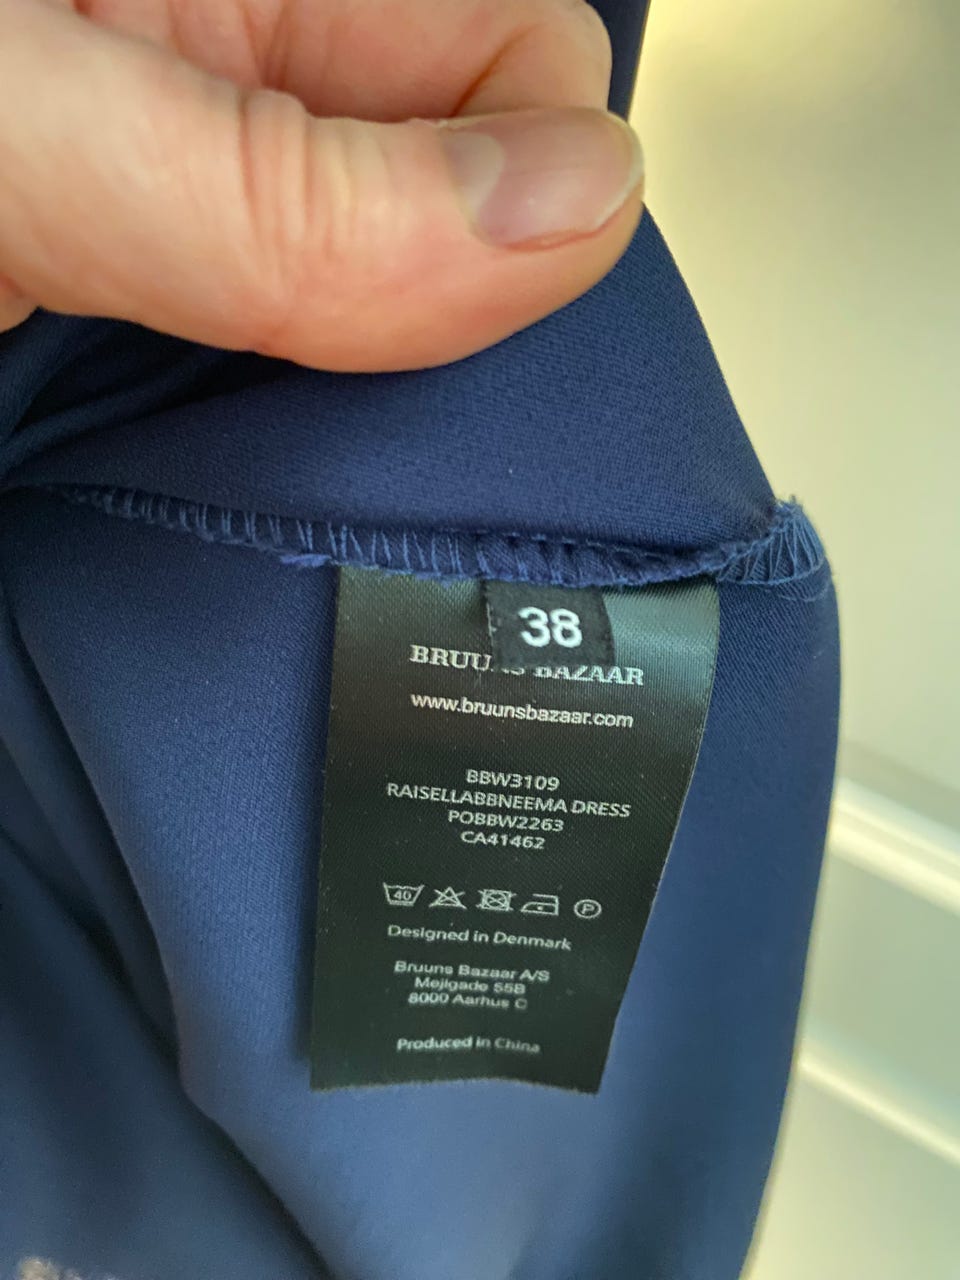 38
BRUUNS BAZAAR
www.bruunsbazaar.com
BBW3109
RAISELLABBNEEMA DRESS
POBBW2263
CA41462
40 P
Designed in Denmark
Bruuns Bazaar A/S
Mejlgade 55B
8000 Aarhus C
Produced in China